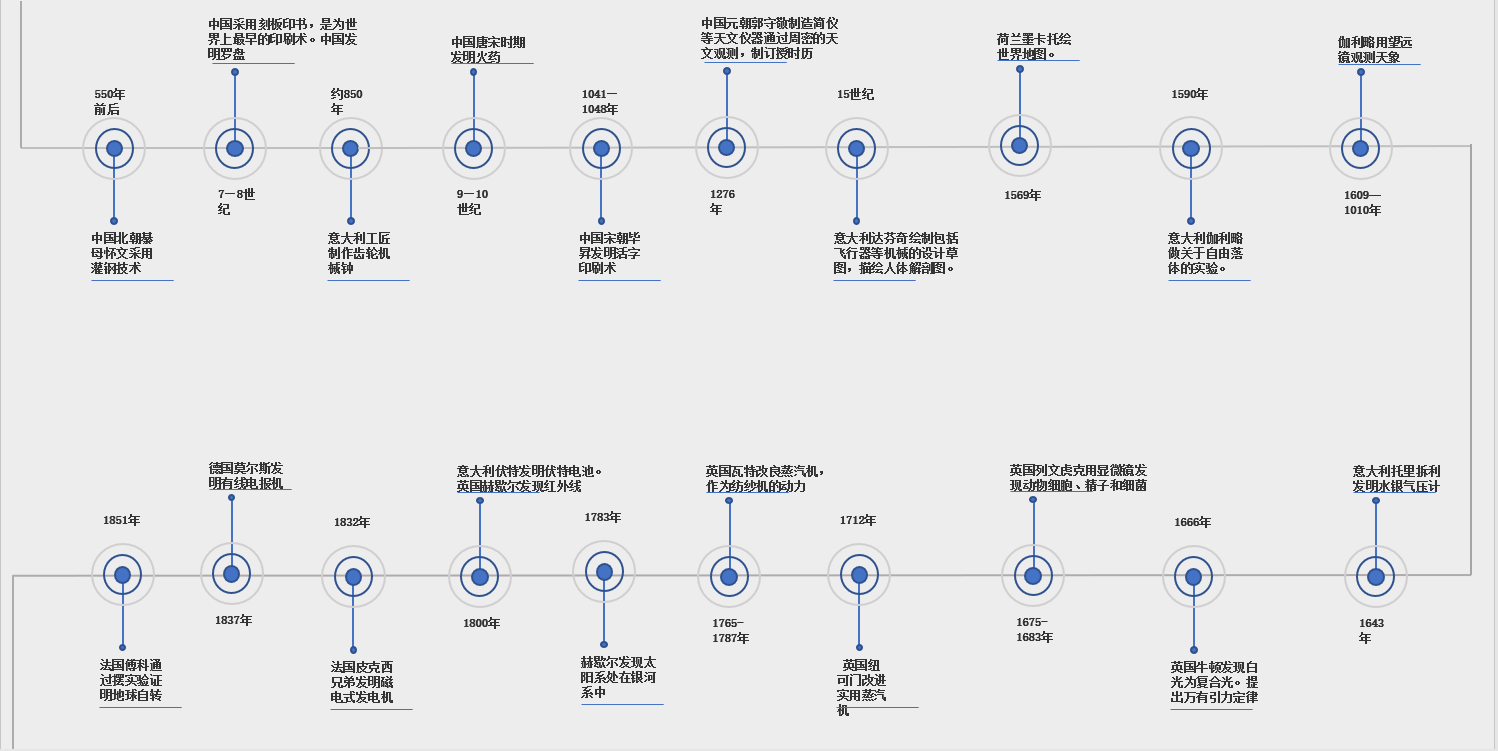 中国采用刻板印书，是为世
界上最早的印刷术。中国发
明罗盘
中国唐宋时期
发明火药
中国元朝郭守敬制造简仪
等天文仪器通过周密的天
文观测，制订授时历
荷兰墨卡托绘
世界地图。
伽利略用望远
镜观测天象
550年
前后
约850
年
1041—
1048年
15世纪
1590年
7—8世
纪
9—10
世纪
1276
年
1569年
1609—
1010年
中国北朝綦
母怀文采用
灌钢技术
意大利工匠
制作齿轮机
械钟
中国宋朝毕
昇发明活字
印刷术
意大利达芬奇绘制包括
飞行器等机械的设计草
图，描绘人体解剖图。
意大利伽利略
做关于自由落
体的实验。
德国莫尔斯发
明有线电报机
意大利伏特发明伏特电池。
英国赫歇尔发现红外线
英国瓦特改良蒸汽机，
作为纺纱机的动力
英国列文虎克用显微镜发
现动物细胞、精子和细菌
意大利托里拆利
发明水银气压计
1851年
1832年
1783年
1712年
1666年
1837年
1800年
1765-
1787年
1675-
1683年
1643
年
法国傅科通
过摆实验证
明地球自转
法国皮克西
兄弟发明磁
电式发电机
赫歇尔发现太
阳系处在银河
系中
英国纽
可门改进
实用蒸汽
机
英国牛顿发现白
光为复合光。提
出万有引力定律